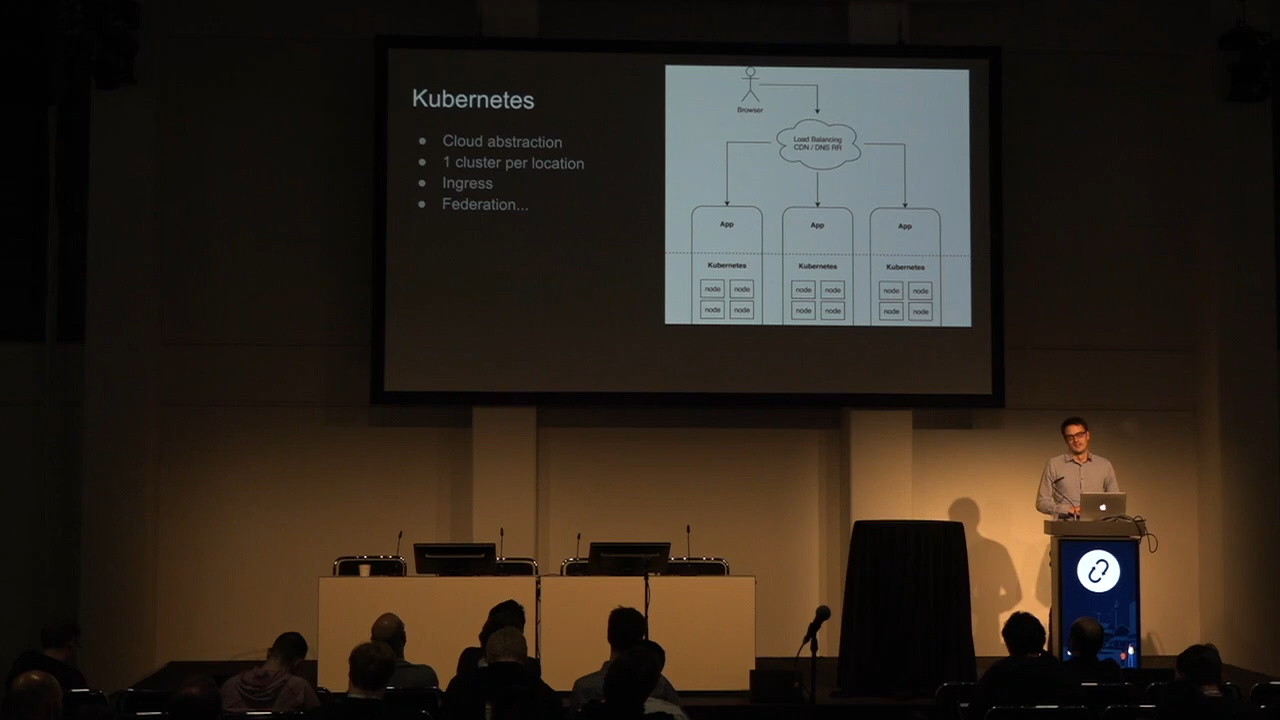 Kubernetes
● Cloud abstraction
● 1 cluster per location
● Ingress
● Federation...
Browser
Load Balancing
CDN / DNS RR
App App App
Kubernetes Kubernetes Kubernetes
node node node node node node
node node node node node node